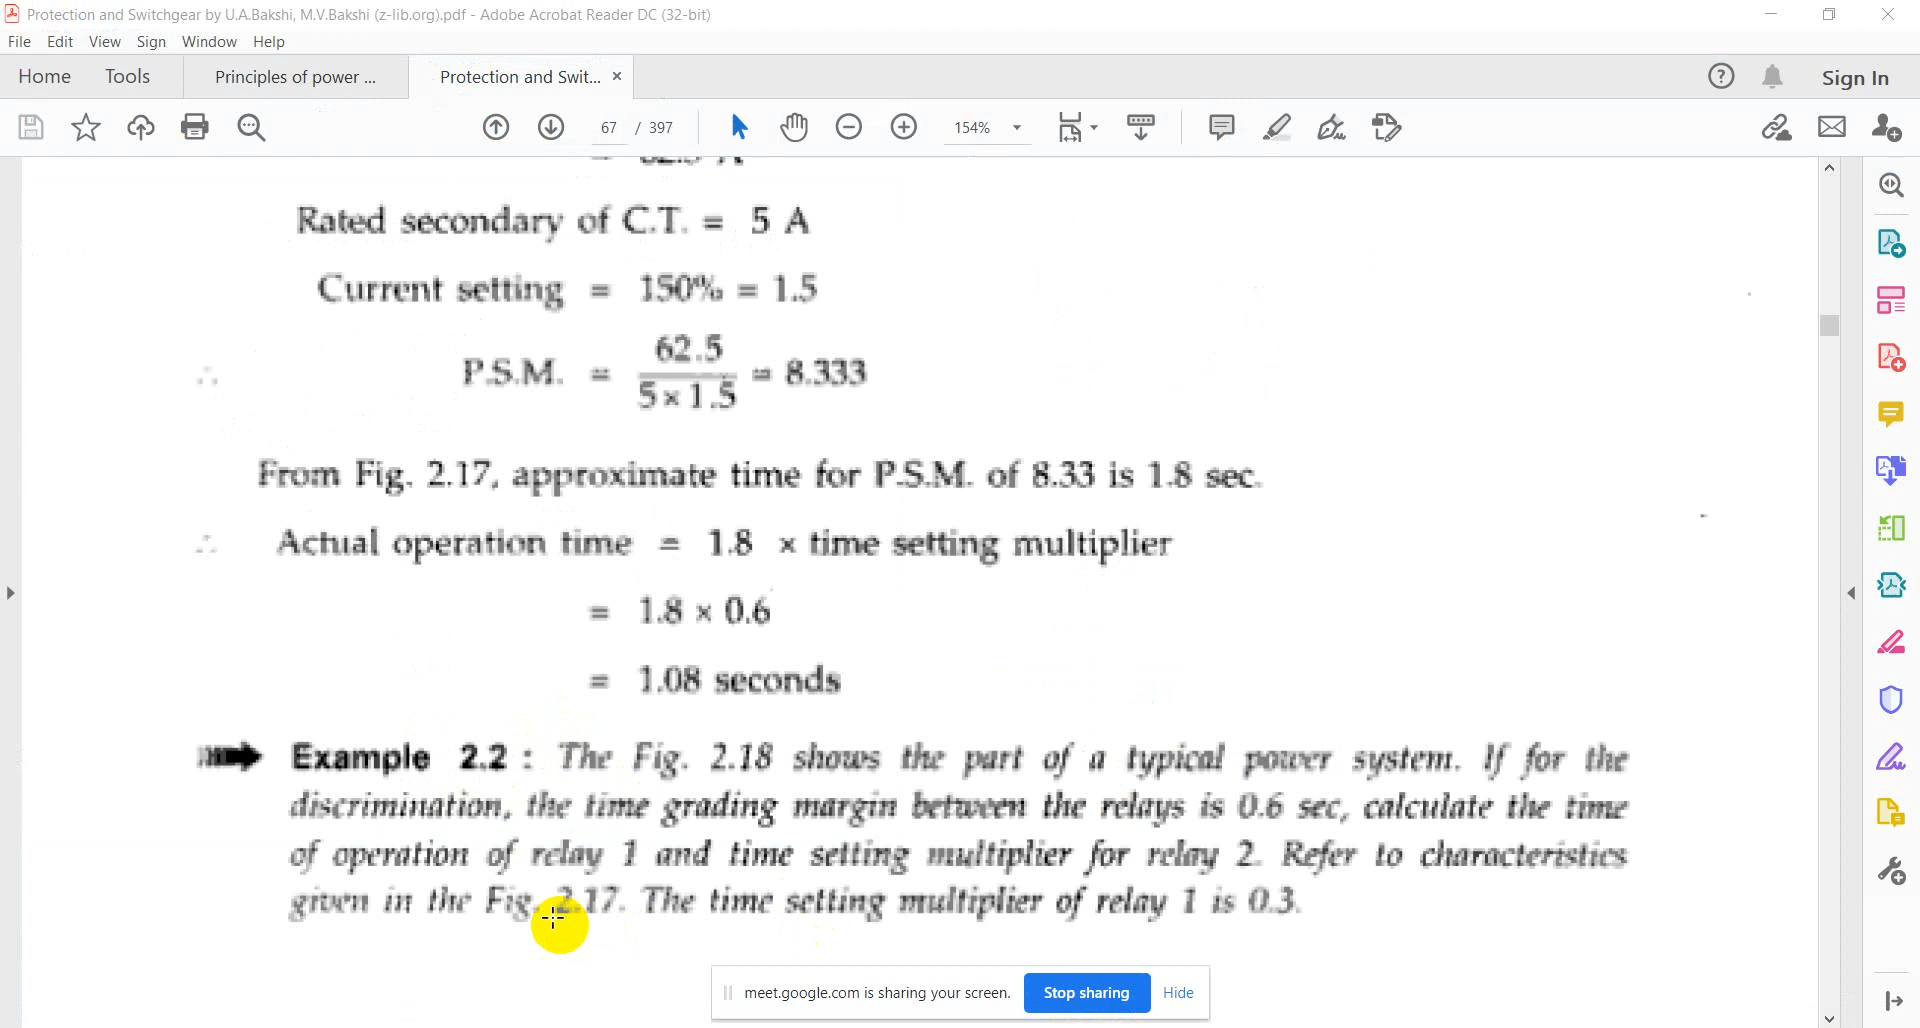 Protection and Switchgear by U.A.Bakshi, M.V.Bakshi (z-lib.org).pdf - Adobe Acrobat Reader DC (32-bit)
File Edit View Sign Window Help
Home Tools Principles of power ... Protection and Swit... × Sign In
67 / 397 154%
Rated secondary of C.T. = 5 A
Current setting = 150% = 1.5
∴ P.S.M. = 62.5 / 5 × 1.5 = 8.333
From Fig. 2.17, approximate time for P.S.M. of 8.33 is 1.8 sec.
∴ Actual operation time = 1.8 × time setting multiplier
= 1.8 × 0.6
= 1.08 seconds
Example 2.2 : The Fig. 2.18 shows the part of a typical power system. If for the
discrimination, the time grading margin between the relays is 0.6 sec, calculate the time
of operation of relay 1 and time setting multiplier for relay 2. Refer to characteristics
given in the Fig. 2.17. The time setting multiplier of relay 1 is 0.3.
meet.google.com is sharing your screen. Stop sharing Hide